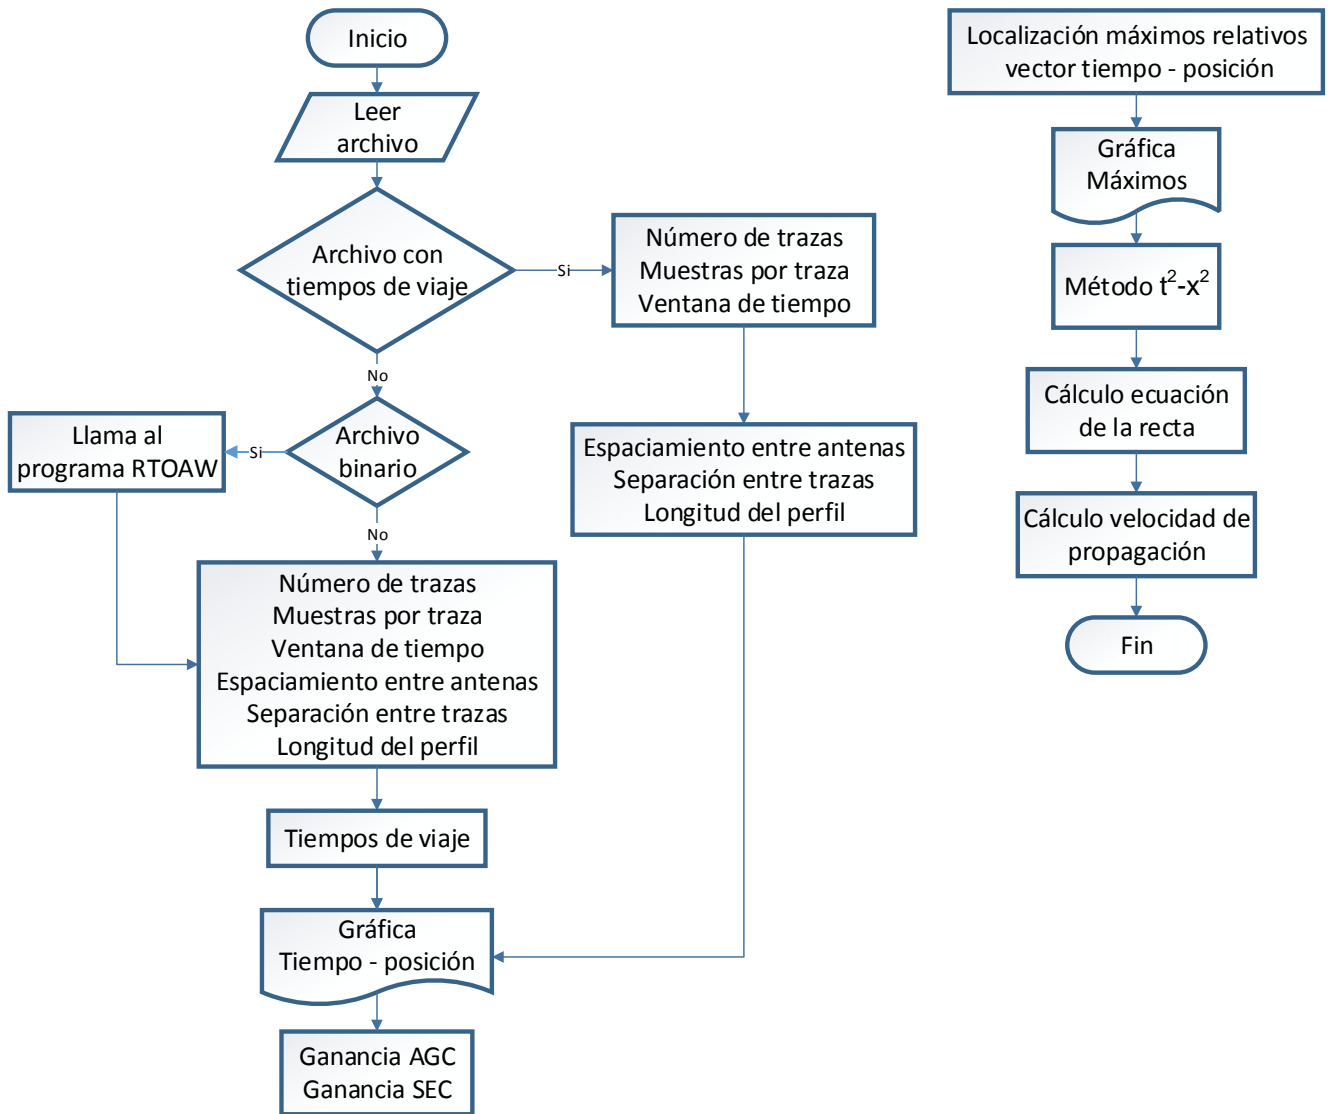 Inicio
Leer
archivo
Archivo con
tiempos de viaje
Si
Número de trazas
Muestras por traza
Ventana de tiempo
No
Archivo
binario
Si
Llama al
programa RTOAW
No
Espaciamiento entre antenas
Separación entre trazas
Longitud del perfil
Número de trazas
Muestras por traza
Ventana de tiempo
Espaciamiento entre antenas
Separación entre trazas
Longitud del perfil
Tiempos de viaje
Gráfica
Tiempo - posición
Ganancia AGC
Ganancia SEC
Localización máximos relativos
vector tiempo - posición
Gráfica
Máximos
Método t²-x²
Cálculo ecuación
de la recta
Cálculo velocidad de
propagación
Fin